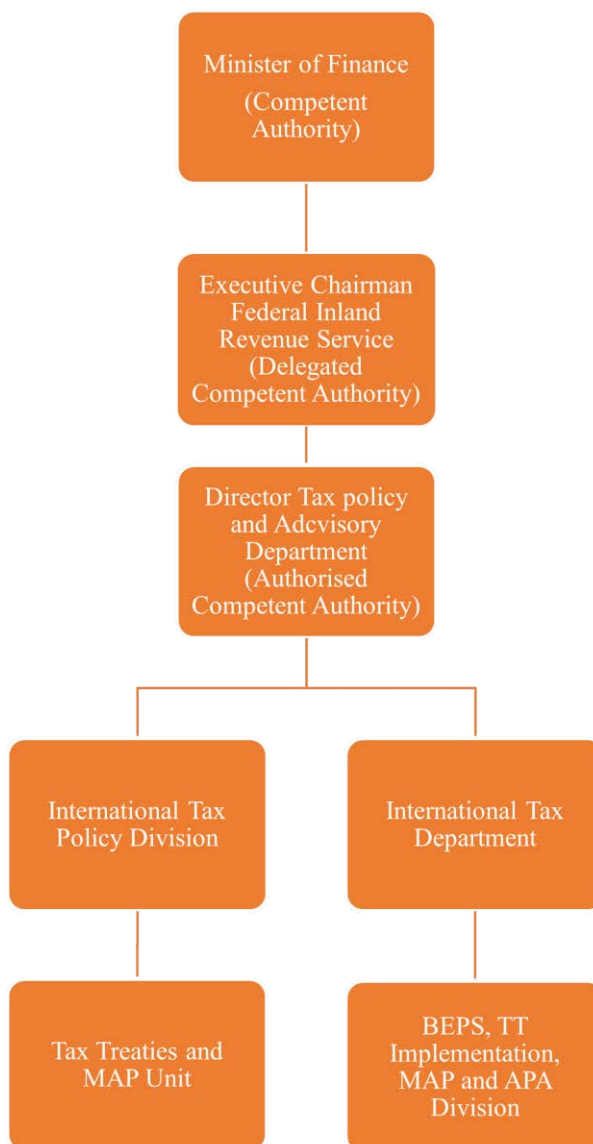 Minister of Finance
(Competent
Authority)
Executive Chairman
Federal Inland
Revenue Service
(Delegated
Competent Authority)
Director Tax policy
and Adcvisory
Department
(Authorised
Competent Authority)
International Tax
Policy Division
International Tax
Department
Tax Treaties and
MAP Unit
BEPS, TT
Implementation,
MAP and APA
Division